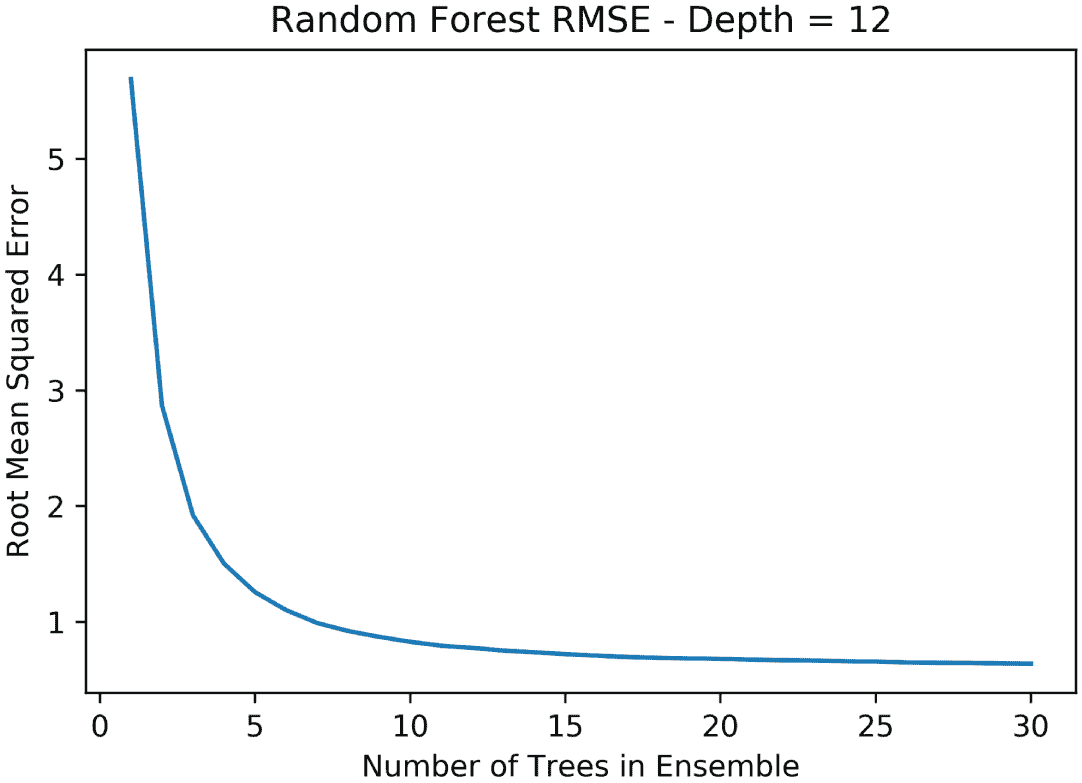 Random Forest RMSE - Depth = 12
Root Mean Squared Error
5
4
3
2
1
0 5 10 15 20 25 30
Number of Trees in Ensemble